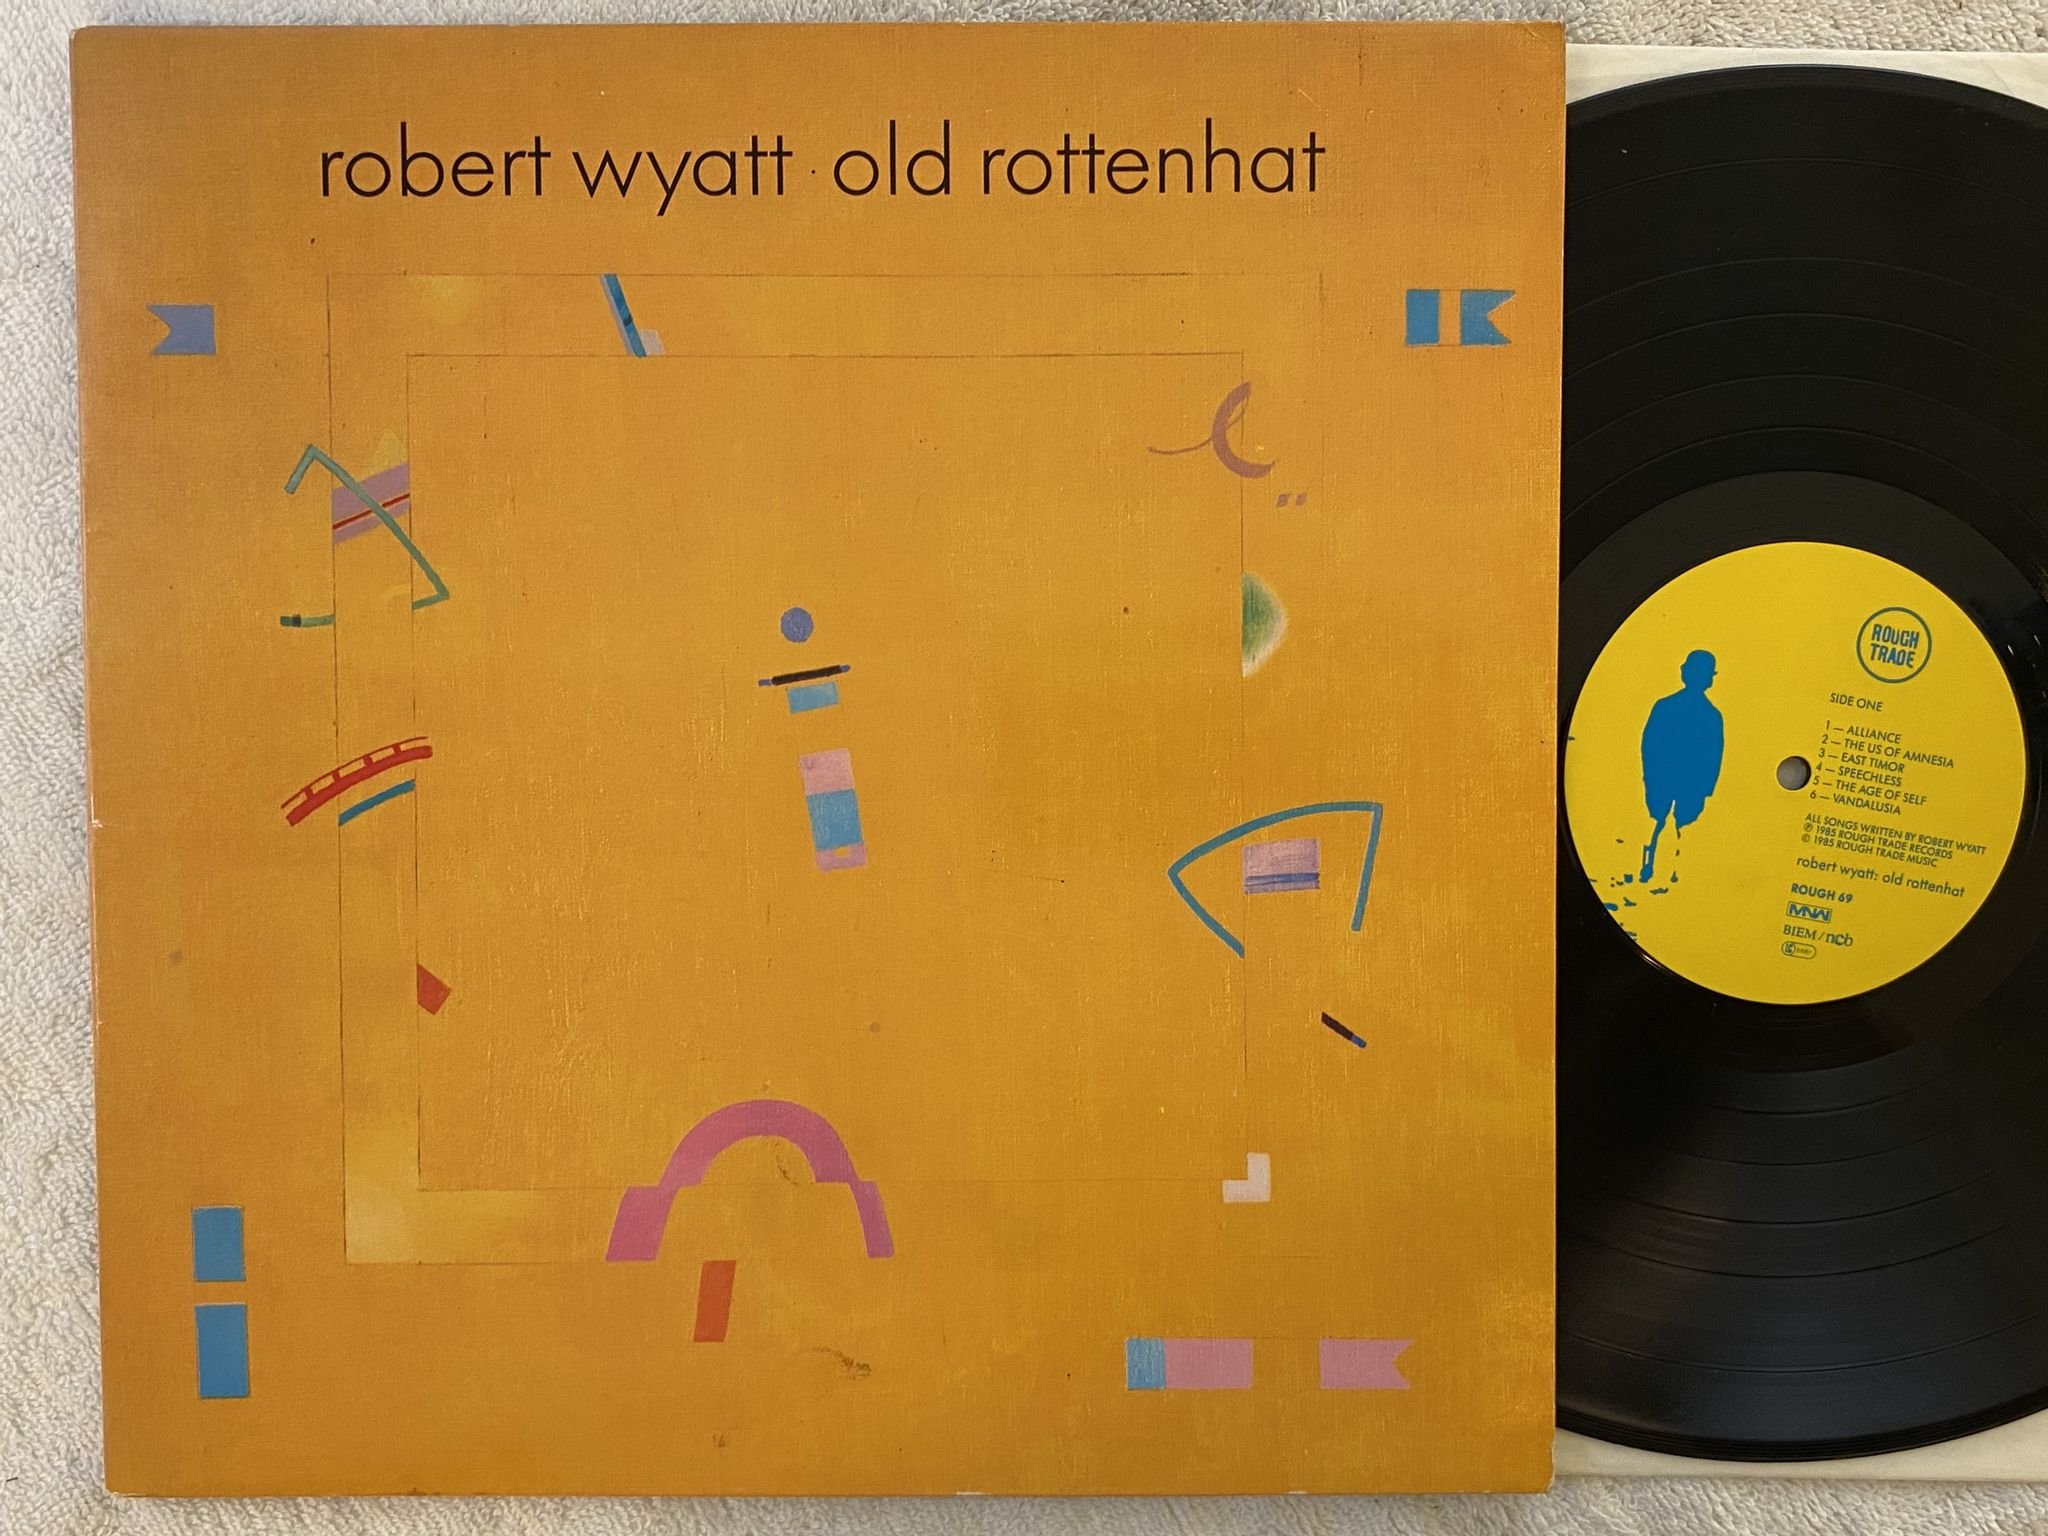 robert wyatt · old rottenhat
ROUGH
TRADE
SIDE ONE
1 — ALLIANCE
2 — THE US OF AMNESIA
3 — EAST TIMOR
4 — SPEECHLESS
5 — THE AGE OF SELF
6 — VANDALUSIA
ALL SONGS WRITTEN BY ROBERT WYATT
℗ 1985 ROUGH TRADE RECORDS
© 1985 ROUGH TRADE MUSIC
robert wyatt: old rottenhat
ROUGH 69
MNW
BIEM/ncb
LC